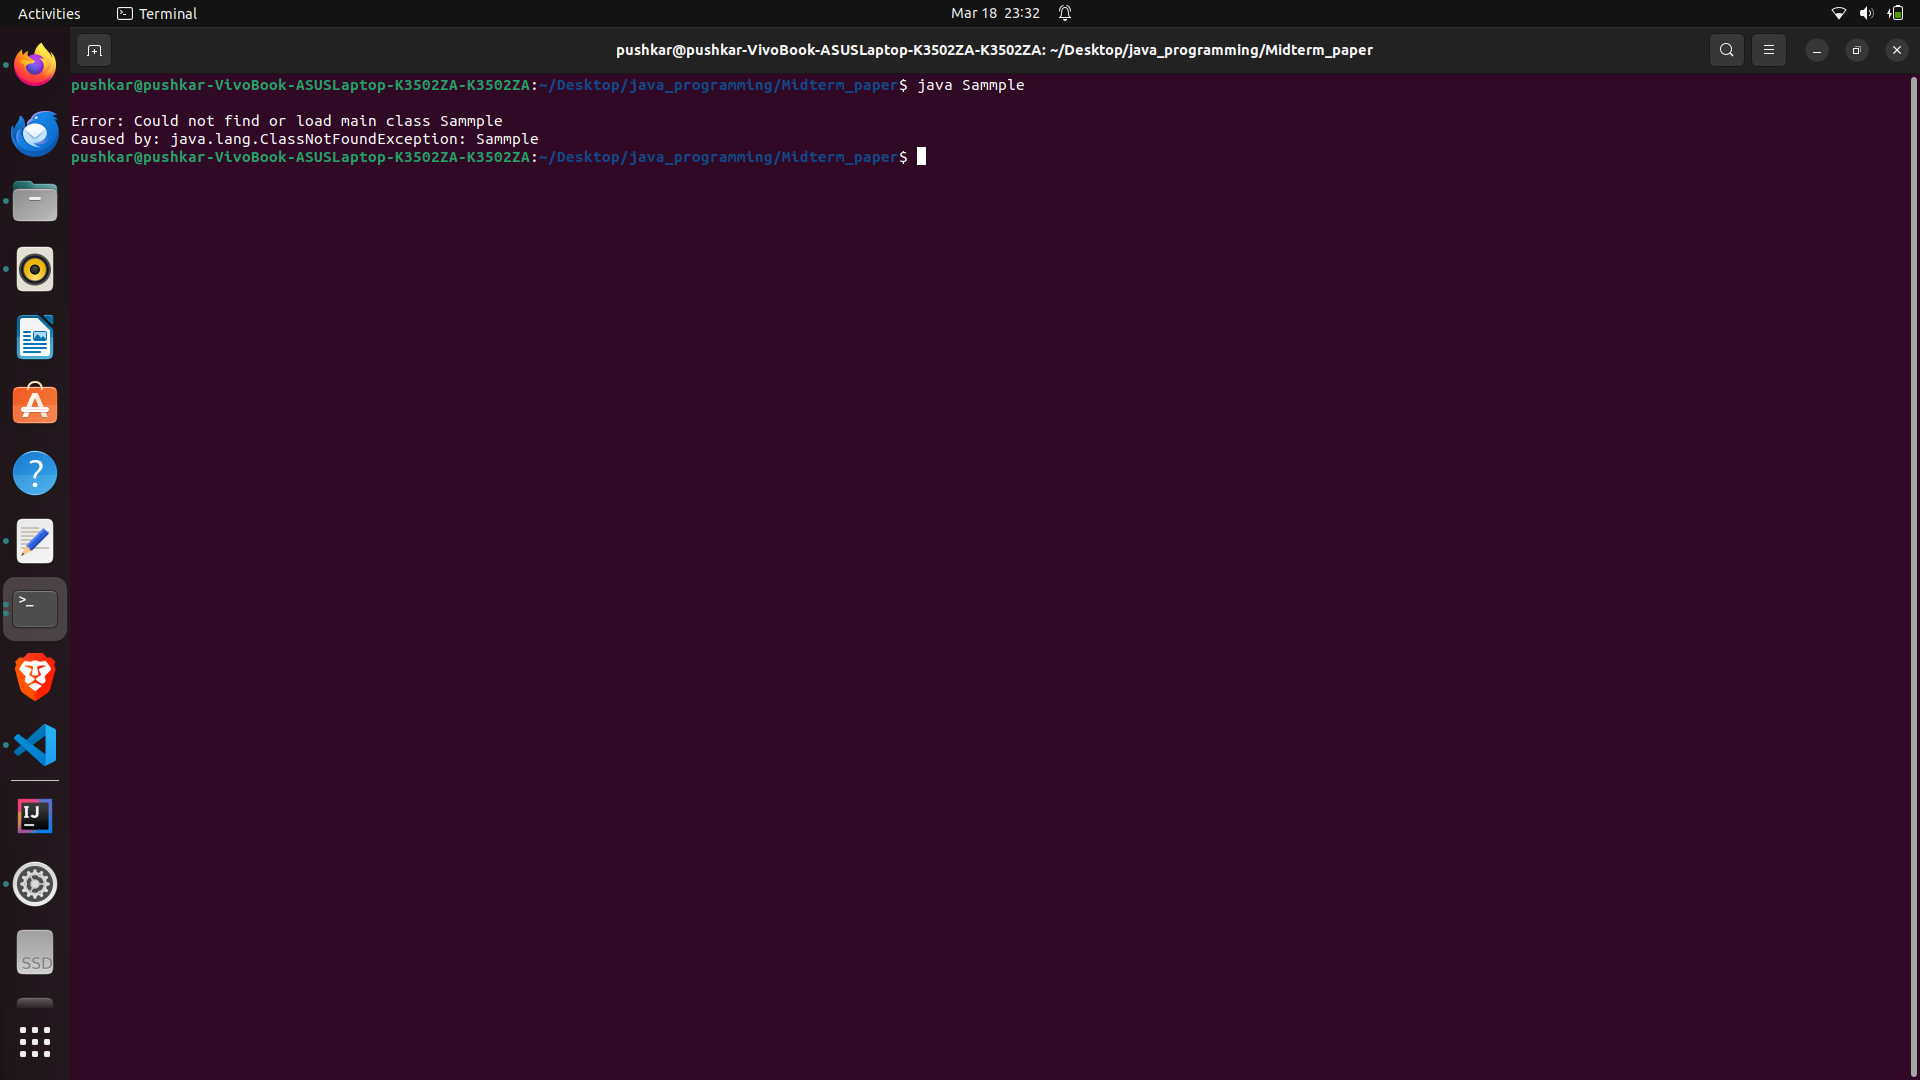 Activities
Terminal
Mar 18 23:32
pushkar@pushkar-VivoBook-ASUSLaptop-K3502ZA-K3502ZA: ~/Desktop/java_programming/Midterm_paper
pushkar@pushkar-VivoBook-ASUSLaptop-K3502ZA-K3502ZA:~/Desktop/java_programming/Midterm_paper$ java Sammple
Error: Could not find or load main class Sammple
Caused by: java.lang.ClassNotFoundException: Sammple
pushkar@pushkar-VivoBook-ASUSLaptop-K3502ZA-K3502ZA:~/Desktop/java_programming/Midterm_paper$
?
>_
IJ
SSD